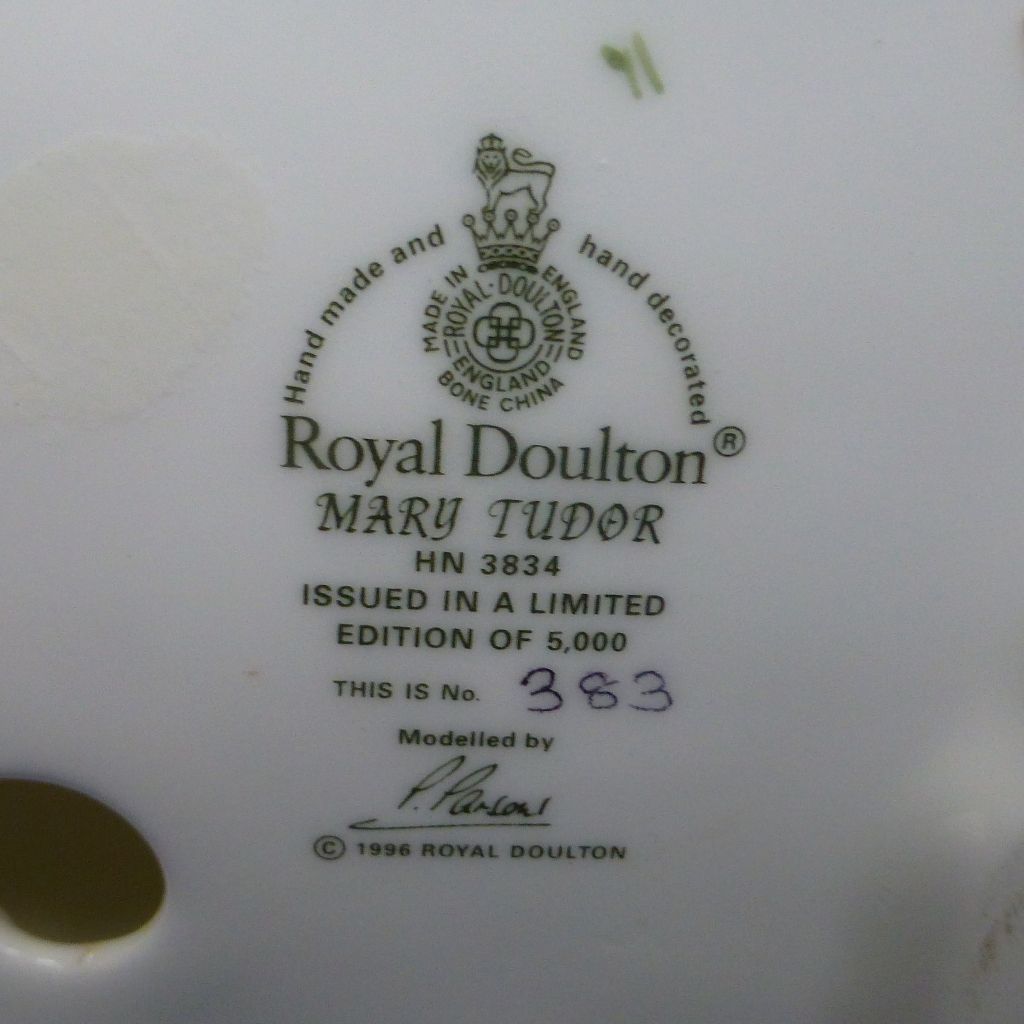 Hand made and hand decorated
MADE IN ENGLAND
ROYAL·DOULTON
ENGLAND
BONE CHINA
Royal Doulton®
MARY TUDOR
HN 3834
ISSUED IN A LIMITED
EDITION OF 5,000
THIS IS No. 383
Modelled by
P. Parsons
© 1996 ROYAL DOULTON